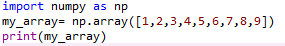 import numpy as np
my_array= np.array([1,2,3,4,5,6,7,8,9])
print(my_array)